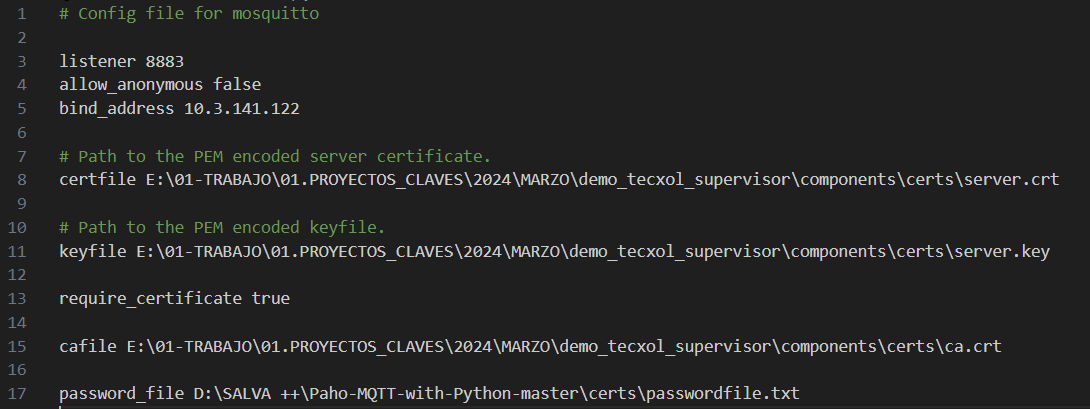 1 # Config file for mosquitto
2
3 listener 8883
4 allow_anonymous false
5 bind_address 10.3.141.122
6
7 # Path to the PEM encoded server certificate.
8 certfile E:\01-TRABAJO\01.PROYECTOS_CLAVES\2024\MARZO\demo_tecxol_supervisor\components\certs\server.crt
9
10 # Path to the PEM encoded keyfile.
11 keyfile E:\01-TRABAJO\01.PROYECTOS_CLAVES\2024\MARZO\demo_tecxol_supervisor\components\certs\server.key
12
13 require_certificate true
14
15 cafile E:\01-TRABAJO\01.PROYECTOS_CLAVES\2024\MARZO\demo_tecxol_supervisor\components\certs\ca.crt
16
17 password_file D:\SALVA ++\Paho-MQTT-with-Python-master\certs\passwordfile.txt